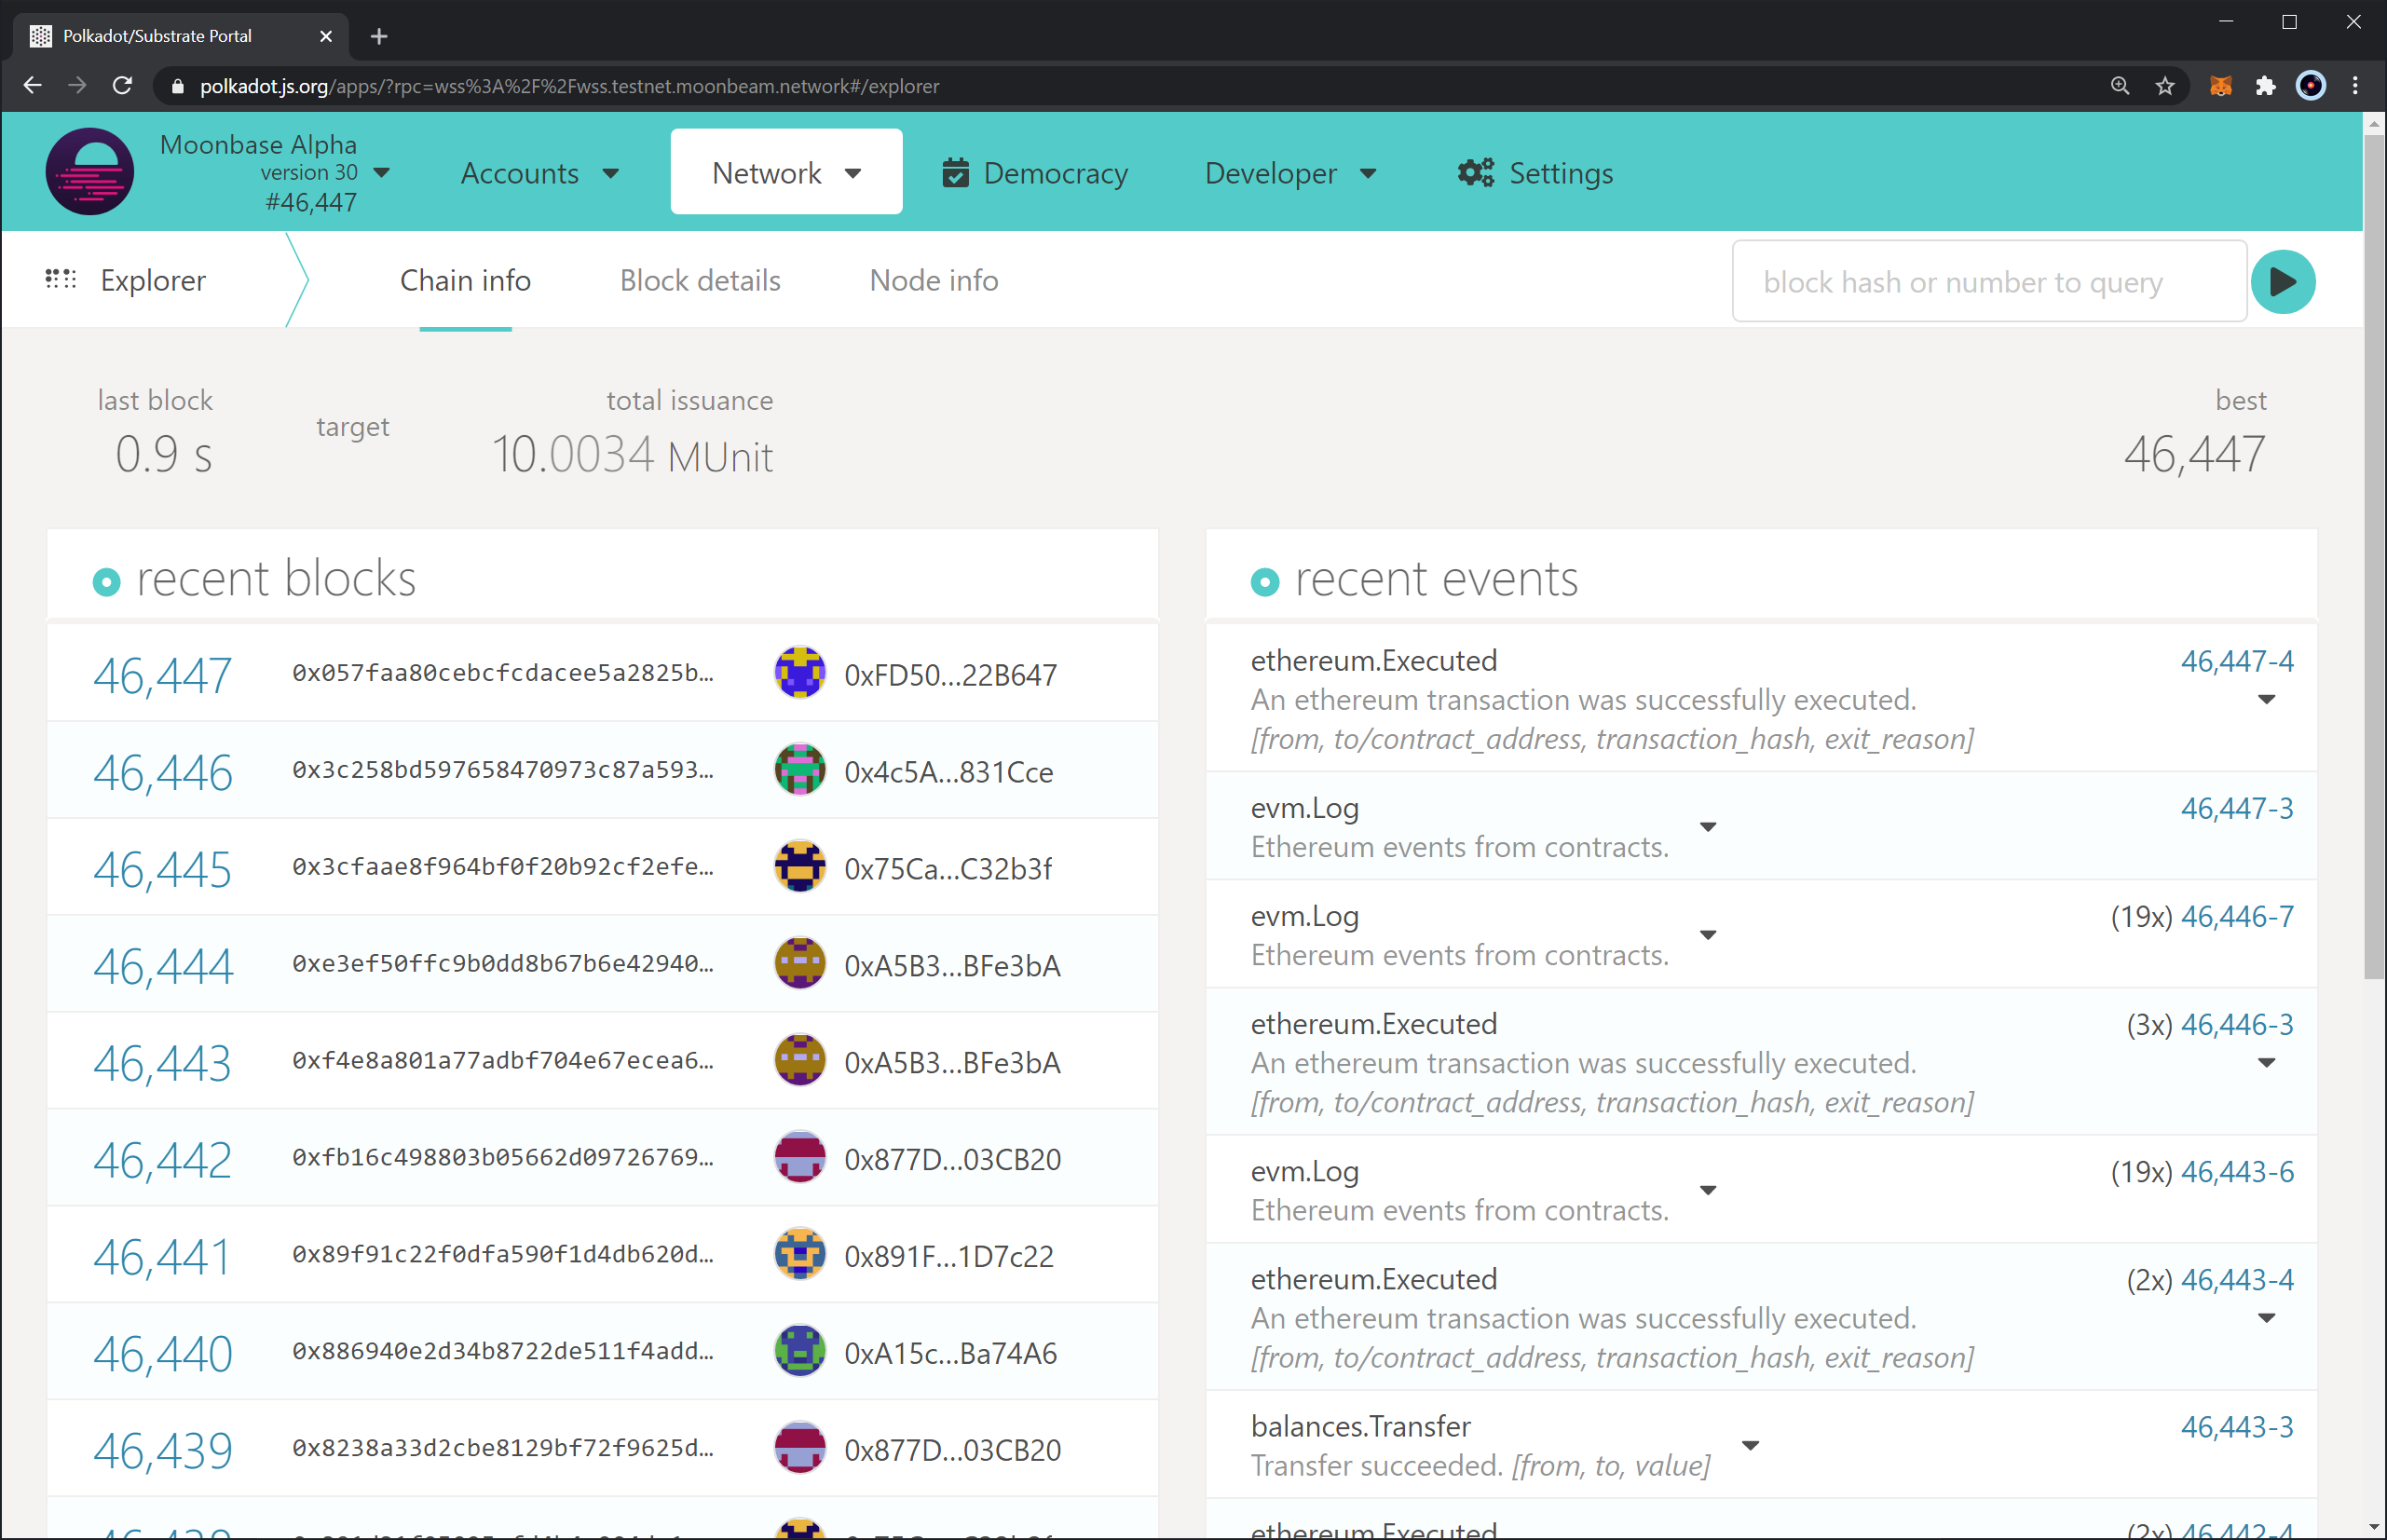 Polkadot/Substrate Portal
polkadot.js.org/apps/?rpc=wss%3A%2F%2Fwss.testnet.moonbeam.network#/explorer
Moonbase Alpha
version 30
#46,447
Accounts
Network
Democracy
Developer
Settings
Explorer
Chain info
Block details
Node info
block hash or number to query
last block
0.9 s
target
total issuance
10.0034 MUnit
best
46,447
recent blocks
46,447 0x057faa80cebcfcdacee5a2825b… 0xFD50…22B647
46,446 0x3c258bd597658470973c87a593… 0x4c5A…831Cce
46,445 0x3cfaae8f964bf0f20b92cf2efe… 0x75Ca…C32b3f
46,444 0xe3ef50ffc9b0dd8b67b6e42940… 0xA5B3…BFe3bA
46,443 0xf4e8a801a77adbf704e67ecea6… 0xA5B3…BFe3bA
46,442 0xfb16c498803b05662d09726769… 0x877D…03CB20
46,441 0x89f91c22f0dfa590f1d4db620d… 0x891F…1D7c22
46,440 0x886940e2d34b8722de511f4add… 0xA15c…Ba74A6
46,439 0x8238a33d2cbe8129bf72f9625d… 0x877D…03CB20
recent events
ethereum.Executed 46,447-4
An ethereum transaction was successfully executed.
[from, to/contract_address, transaction_hash, exit_reason]
evm.Log 46,447-3
Ethereum events from contracts.
evm.Log (19x) 46,446-7
Ethereum events from contracts.
ethereum.Executed (3x) 46,446-3
An ethereum transaction was successfully executed.
[from, to/contract_address, transaction_hash, exit_reason]
evm.Log (19x) 46,443-6
Ethereum events from contracts.
ethereum.Executed (2x) 46,443-4
An ethereum transaction was successfully executed.
[from, to/contract_address, transaction_hash, exit_reason]
balances.Transfer 46,443-3
Transfer succeeded. [from, to, value]
ethereum.Executed (2x) 46,442-4